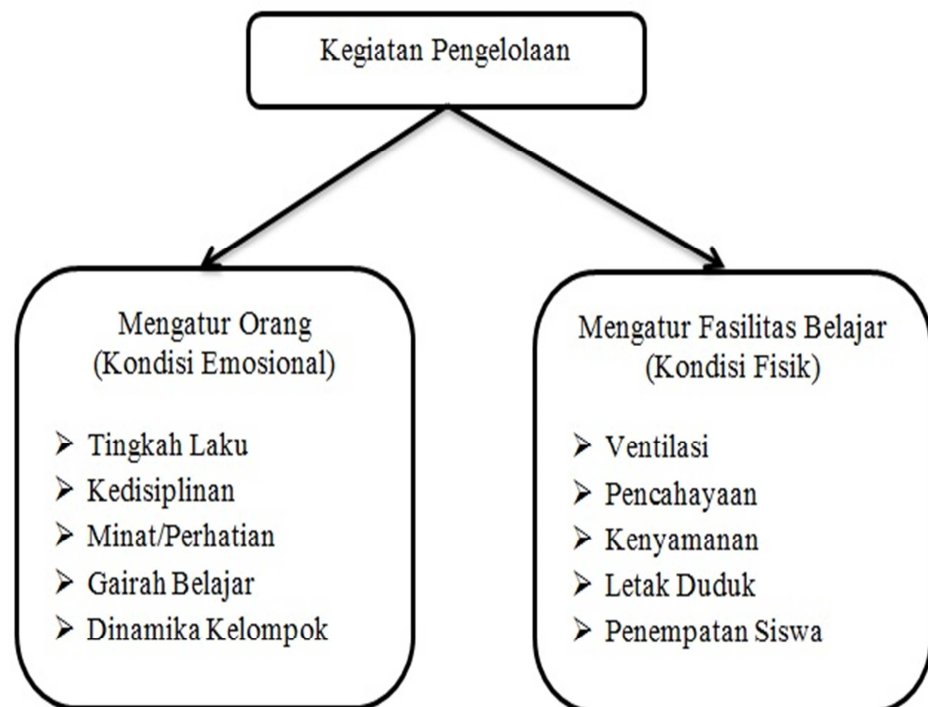 Kegiatan Pengelolaan
Mengatur Orang
(Kondisi Emosional)
➤ Tingkah Laku
➤ Kedisiplinan
➤ Minat/Perhatian
➤ Gairah Belajar
➤ Dinamika Kelompok
Mengatur Fasilitas Belajar
(Kondisi Fisik)
➤ Ventilasi
➤ Pencahayaan
➤ Kenyamanan
➤ Letak Duduk
➤ Penempatan Siswa